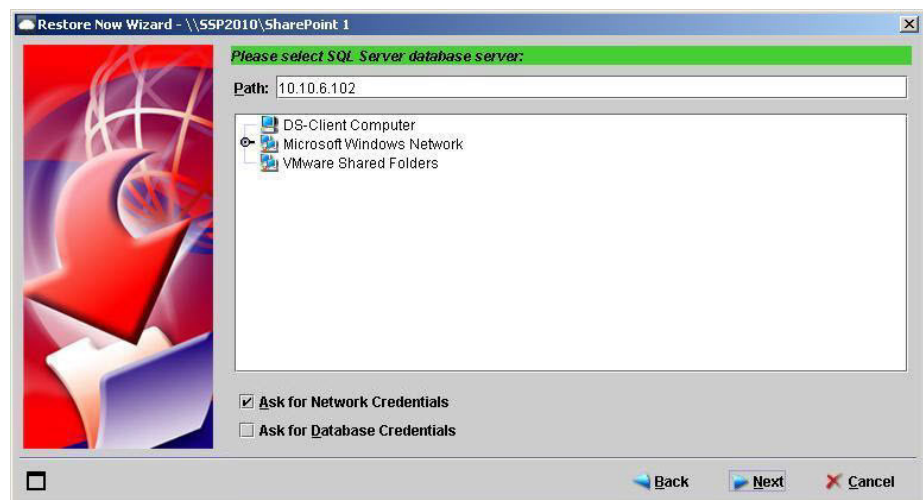 Restore Now Wizard - \\SSP2010\SharePoint 1
Please select SQL Server database server:
Path: 10.10.6.102
DS-Client Computer
Microsoft Windows Network
VMware Shared Folders
Ask for Network Credentials
Ask for Database Credentials
Back Next Cancel